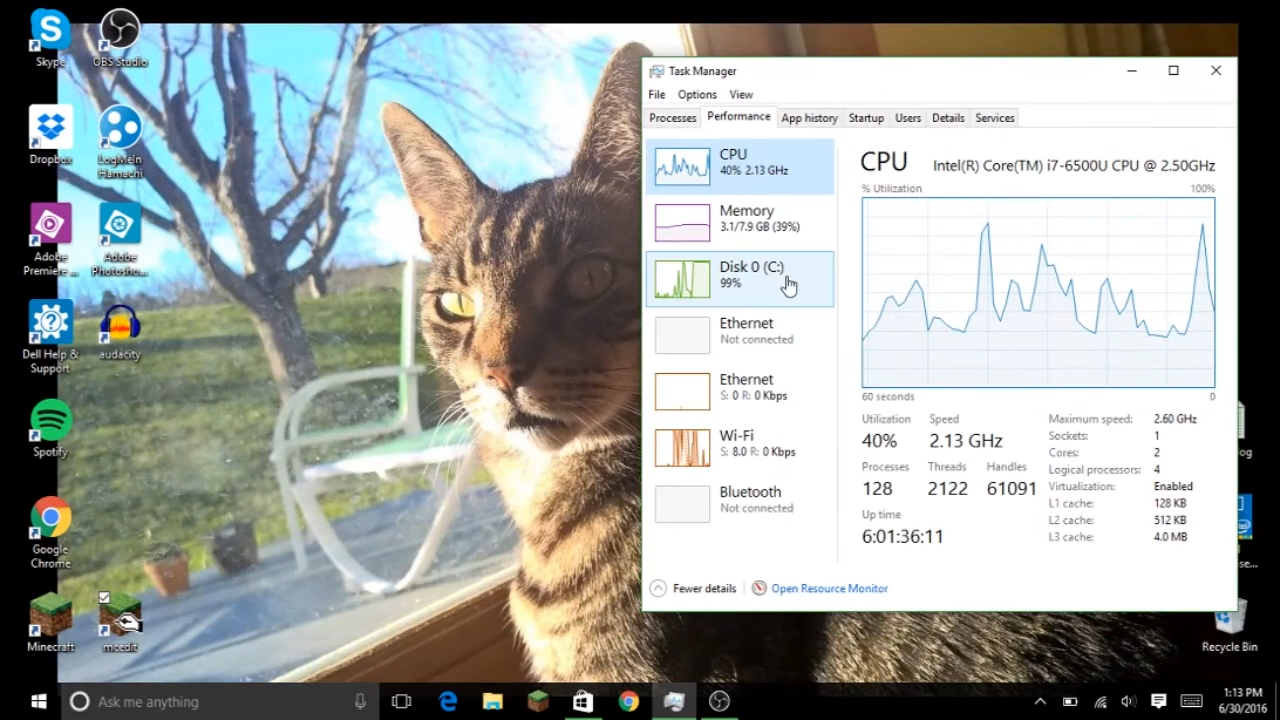 Skype
OBS Studio
Dropbox
LogMeIn
Hamachi
Adobe
Premiere ...
Adobe
Photosho...
Dell Help &
Support
audacity
Spotify
Google
Chrome
Minecraft
mcedit
Task Manager
File Options View
Processes Performance App history Startup Users Details Services
CPU
40% 2.13 GHz
Memory
3.1/7.9 GB (39%)
Disk 0 (C:)
99%
Ethernet
Not connected
Ethernet
S: 0 R: 0 Kbps
Wi-Fi
S: 8.0 R: 0 Kbps
Bluetooth
Not connected
CPU Intel(R) Core(TM) i7-6500U CPU @ 2.50GHz
% Utilization 100%
60 seconds 0
Utilization Speed
40% 2.13 GHz
Processes Threads Handles
128 2122 61091
Up time
6:01:36:11
Maximum speed: 2.60 GHz
Sockets: 1
Cores: 2
Logical processors: 4
Virtualization: Enabled
L1 cache: 128 KB
L2 cache: 512 KB
L3 cache: 4.0 MB
Fewer details Open Resource Monitor
Recycle Bin
Ask me anything
1:13 PM
6/30/2016